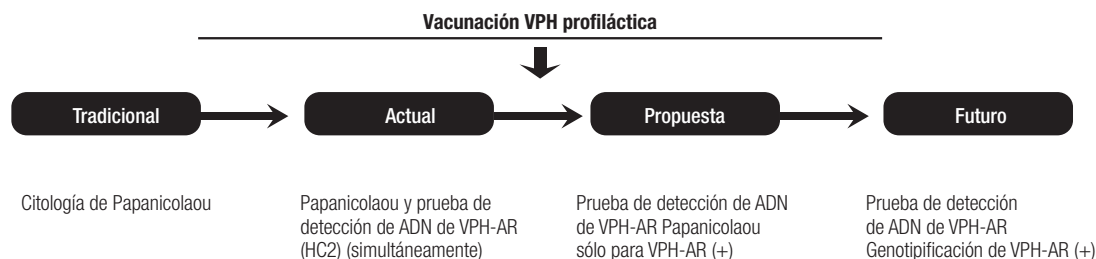 Vacunación VPH profiláctica
Tradicional
Actual
Propuesta
Futuro
Citología de Papanicolaou
Papanicolaou y prueba de
detección de ADN de VPH-AR
(HC2) (simultáneamente)
Prueba de detección de ADN
de VPH-AR Papanicolaou
sólo para VPH-AR (+)
Prueba de detección
de ADN de VPH-AR
Genotipificación de VPH-AR (+)